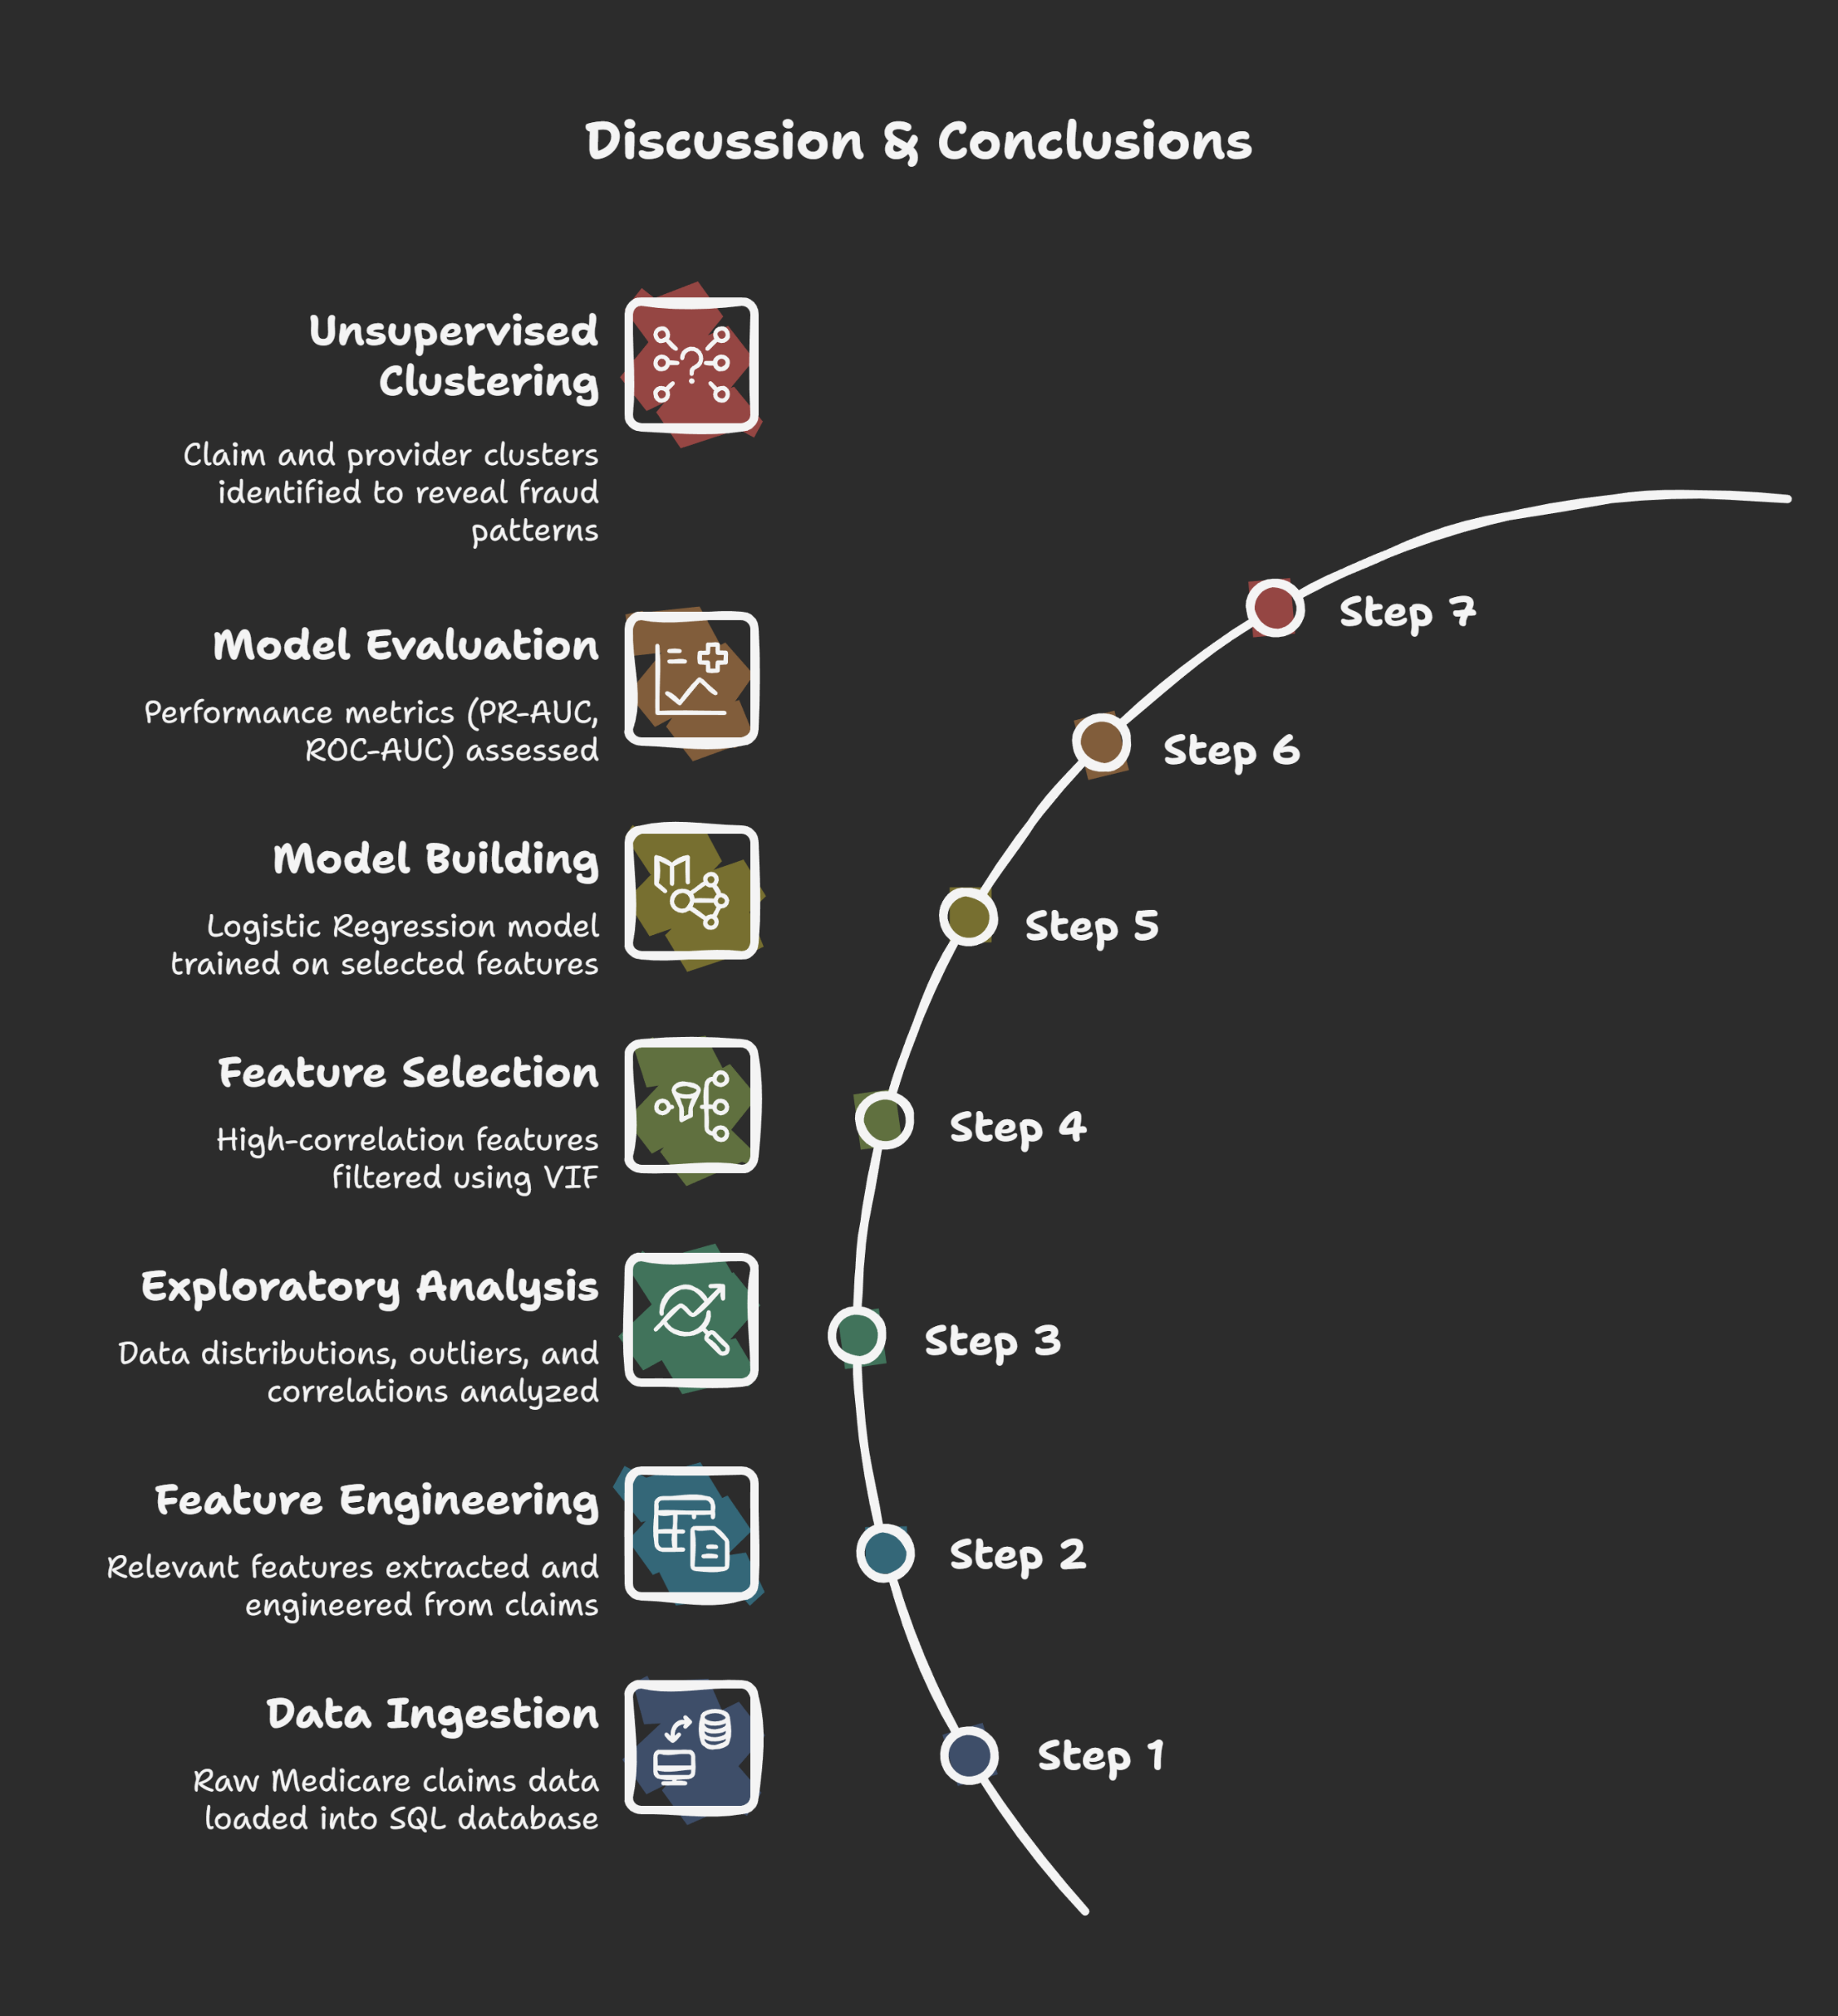 Discussion & Conclusions
Unsupervised
Clustering
Claim and provider clusters
identified to reveal fraud
patterns
Step 7
Model Evaluation
Performance metrics (PR-AUC,
ROC-AUC) assessed
Step 6
Model Building
Logistic Regression model
trained on selected features
Step 5
Feature Selection
High-correlation features
filtered using VIF
Step 4
Exploratory Analysis
Data distributions, outliers, and
correlations analyzed
Step 3
Feature Engineering
Relevant features extracted and
engineered from claims
Step 2
Data Ingestion
Raw Medicare claims data
loaded into SQL database
Step 1